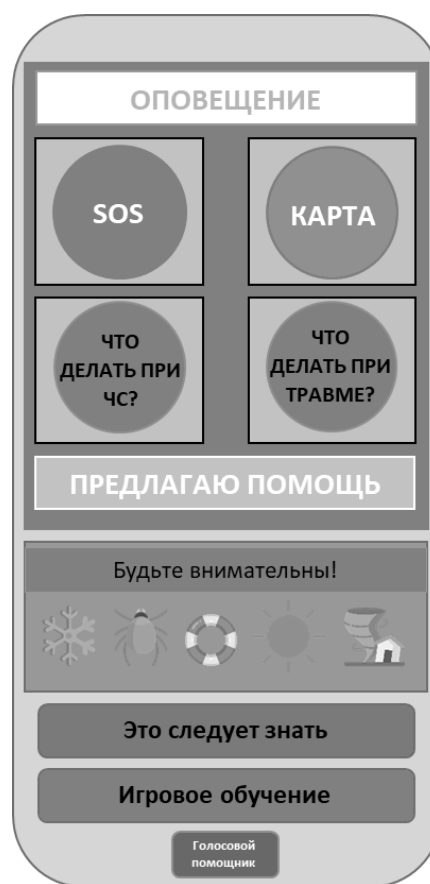 ОПОВЕЩЕНИЕ
SOS
КАРТА
ЧТО
ДЕЛАТЬ ПРИ
ЧС?
ЧТО
ДЕЛАТЬ ПРИ
ТРАВМЕ?
ПРЕДЛАГАЮ ПОМОЩЬ
Будьте внимательны!
Это следует знать
Игровое обучение
Голосовой
помощник